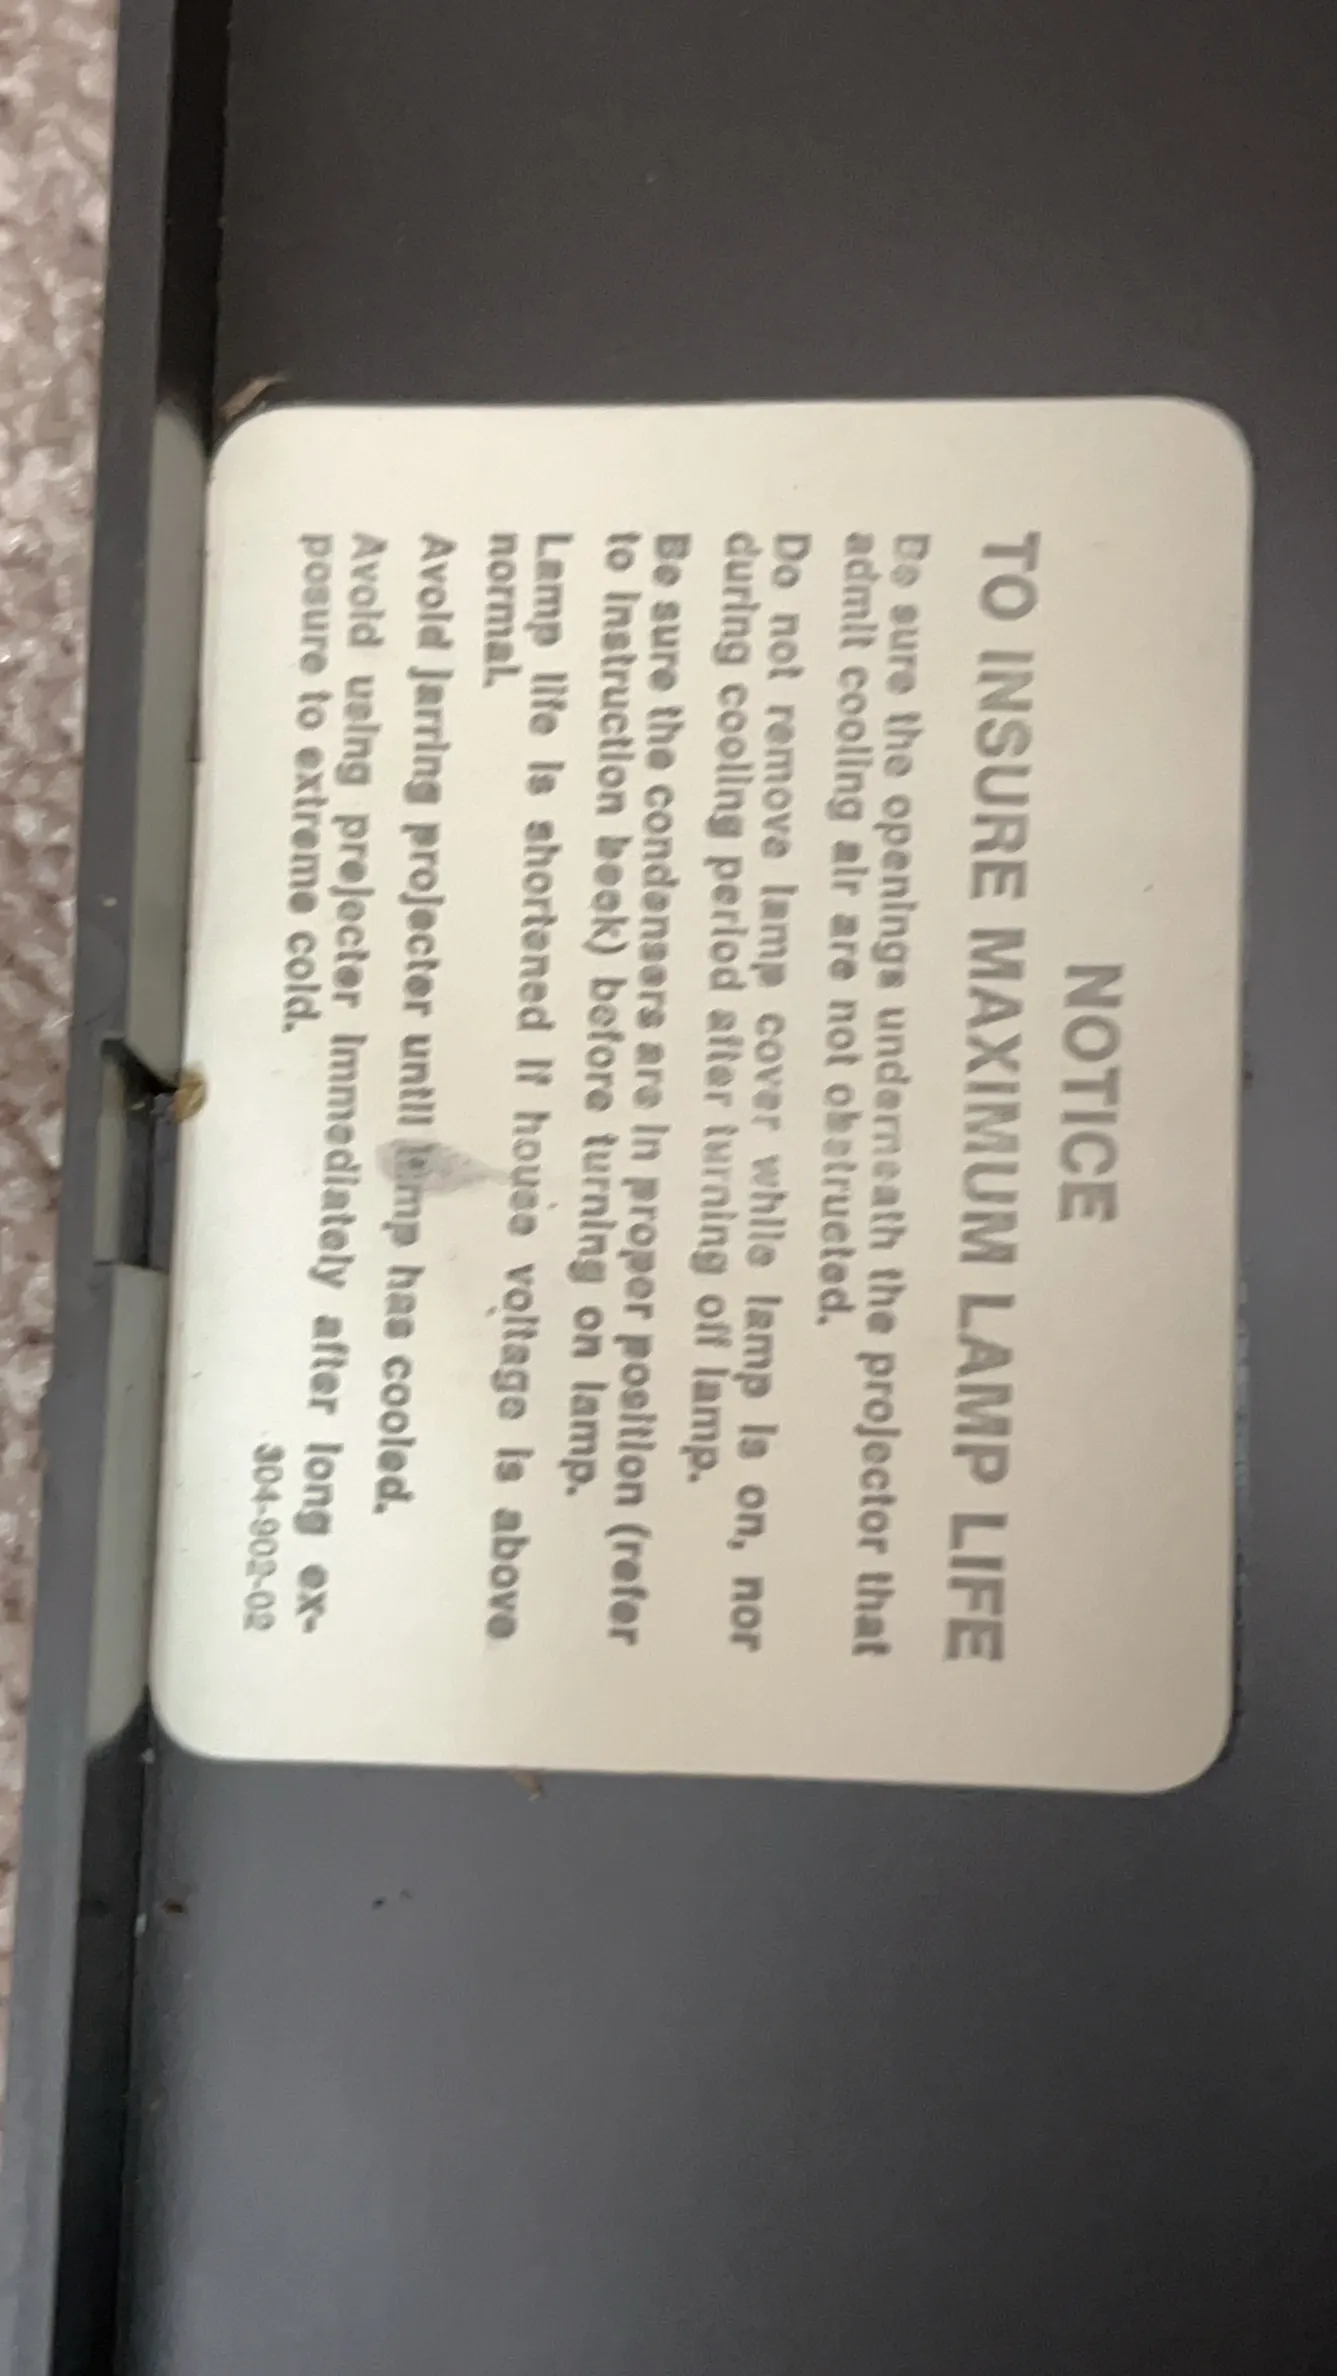 NOTICE
TO INSURE MAXIMUM LAMP LIFE
Be sure the openings underneath the projector that
admit cooling air are not obstructed.
Do not remove lamp cover while lamp is on, nor
during cooling period after turning off lamp.
Be sure the condensers are in proper position (refer
to instruction book) before turning on lamp.
Lamp life is shortened if house voltage is above
normal.
Avoid jarring projector until lamp has cooled.
Avoid using projector immediately after long ex-
posure to extreme cold.
304-902-02